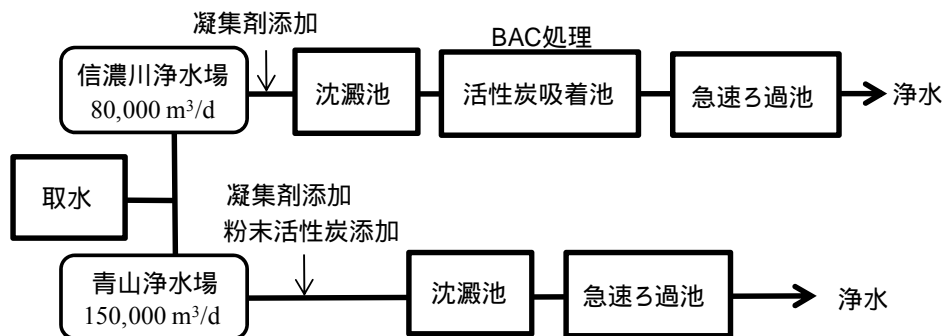 凝集剤添加
BAC処理
信濃川浄水場
80,000 m³/d
沈澱池
活性炭吸着池
急速ろ過池
浄水
取水
凝集剤添加
粉末活性炭添加
青山浄水場
150,000 m³/d
沈澱池
急速ろ過池
浄水